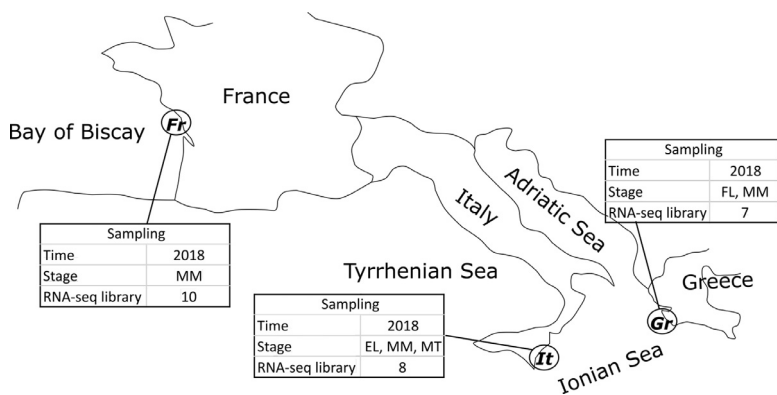 France
Bay of Biscay
Fr
Sampling
Time 2018
Stage MM
RNA-seq library 10
Italy
Adriatic Sea
Tyrrhenian Sea
Sampling
Time 2018
Stage EL, MM, MT
RNA-seq library 8
It
Sampling
Time 2018
Stage FL, MM
RNA-seq library 7
Greece
Gr
Ionian Sea